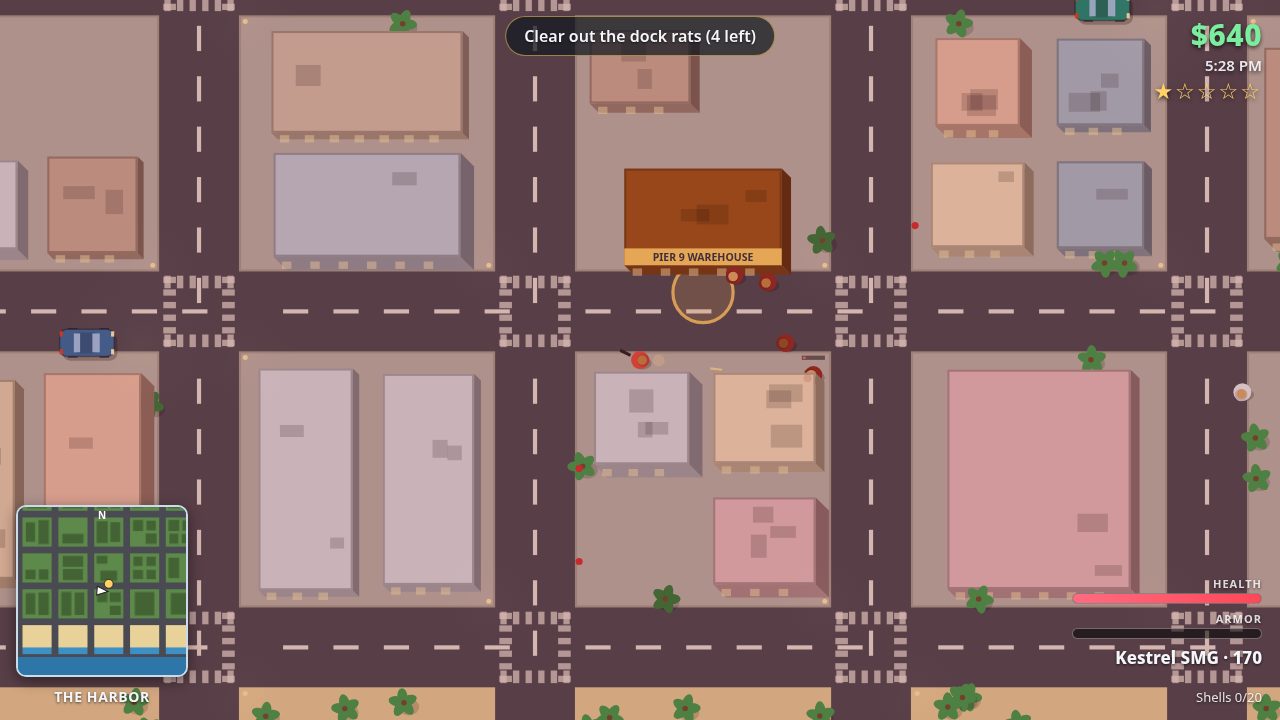 Clear out the dock rats (4 left)
$640
5:28 PM
PIER 9 WAREHOUSE
N
THE HARBOR
HEALTH
ARMOR
Kestrel SMG · 170
Shells 0/20